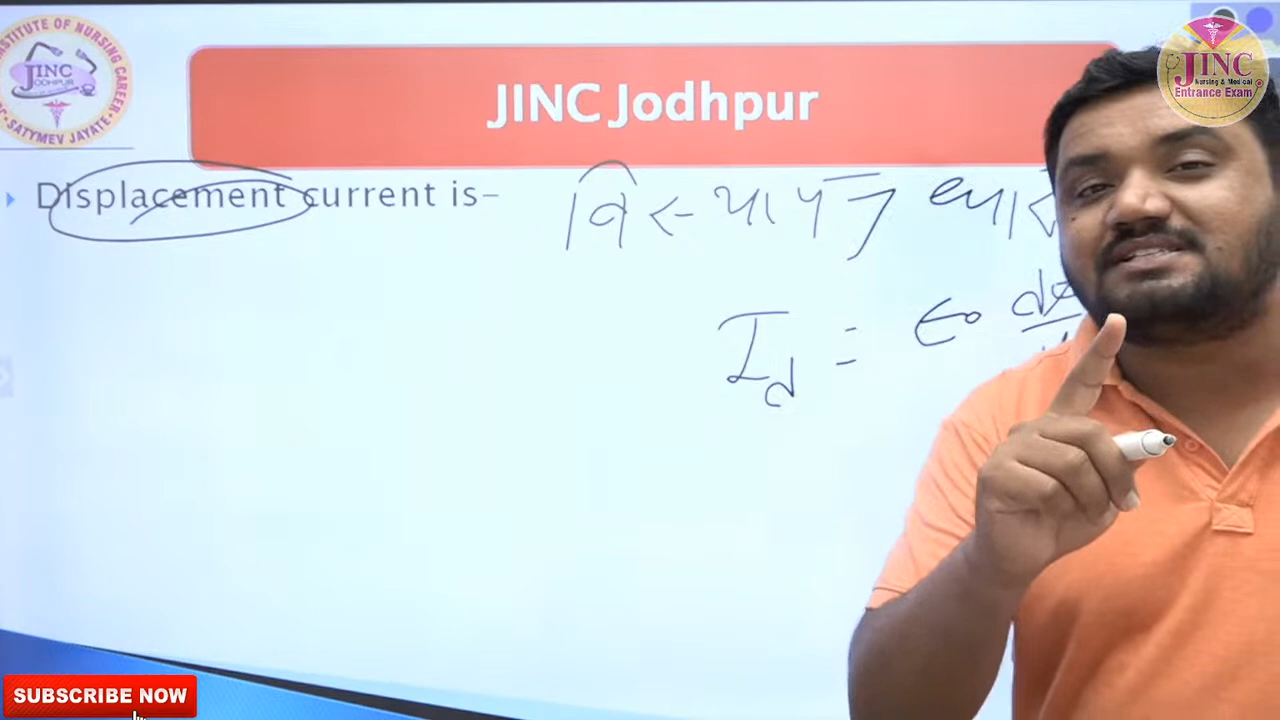 JINC Jodhpur
INSTITUTE OF NURSING CAREER
JINC
JODHPUR
SATYMEV JAYATE
JINC
Nursing & Medical
Entrance Exam
Displacement current is-
विस्थापन धारा
I_d = ε₀ d
SUBSCRIBE NOW